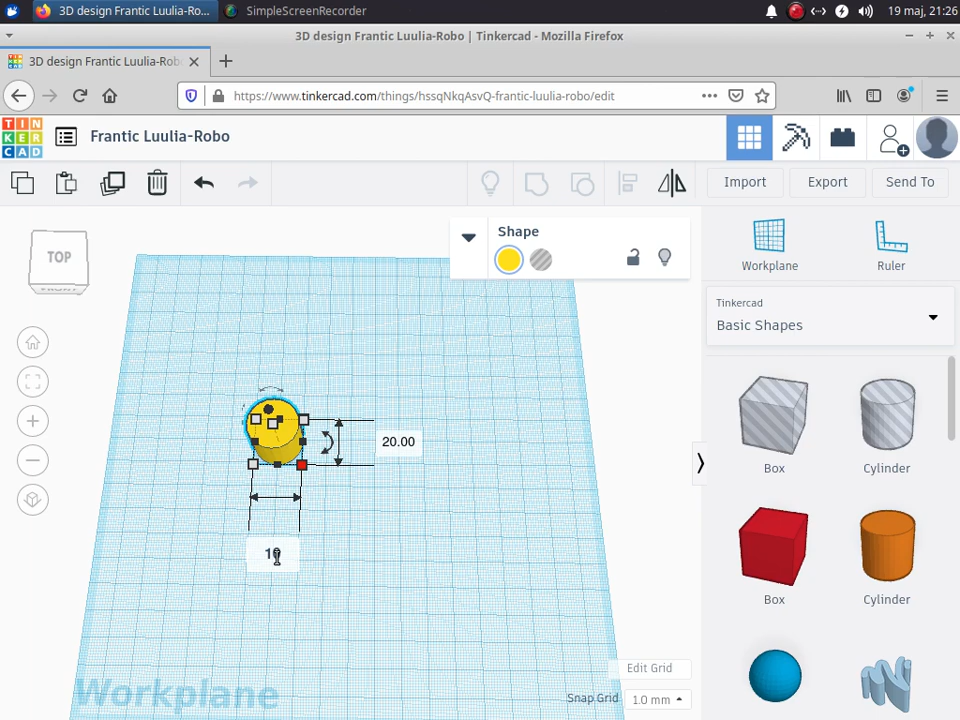 3D design Frantic Luulia-Ro...
SimpleScreenRecorder
19 maj, 21:26
3D design Frantic Luulia-Robo | Tinkercad - Mozilla Firefox
3D design Frantic Luulia-Rob
https://www.tinkercad.com/things/hssqNkqAsvQ-frantic-luulia-robo/edit
TIN
KER
CAD
Frantic Luulia-Robo
Import
Export
Send To
TOP
FRONT
Shape
Workplane
Ruler
Tinkercad
Basic Shapes
20.00
Box
Cylinder
Box
Cylinder
Workplane
Edit Grid
Snap Grid
1.0 mm